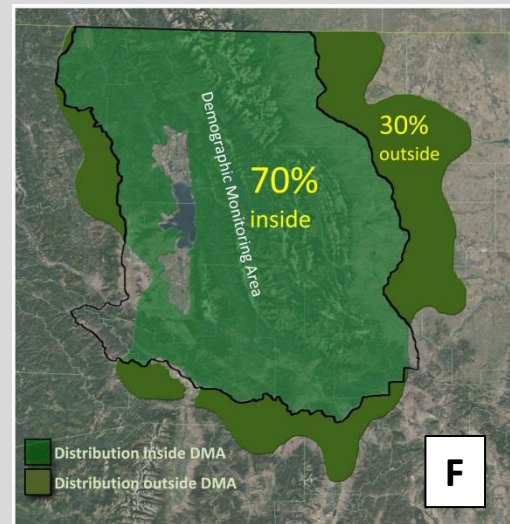 Demographic Monitoring Area
70%
inside
30%
outside
Distribution Inside DMA
Distribution outside DMA
F